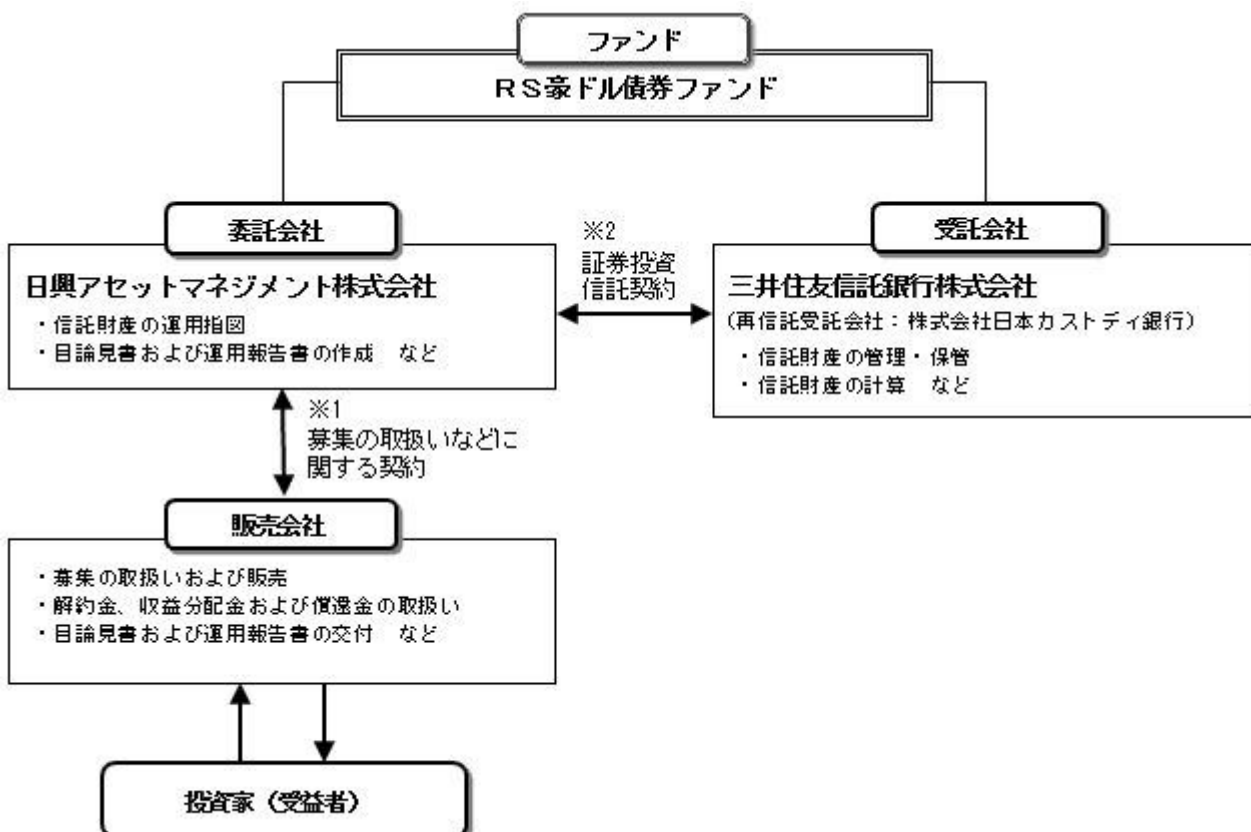 ファンド
RS豪ドル債券ファンド
委託会社
日興アセットマネジメント株式会社
・信託財産の運用指図
・目論見書および運用報告書の作成 など
※2
証券投資
信託契約
受託会社
三井住友信託銀行株式会社
(再信託受託会社:株式会社日本カストディ銀行)
・信託財産の管理・保管
・信託財産の計算 など
※1
募集の取扱いなどに
関する契約
販売会社
・募集の取扱いおよび販売
・解約金、収益分配金および償還金の取扱い
・目論見書および運用報告書の交付 など
投資家(受益者)